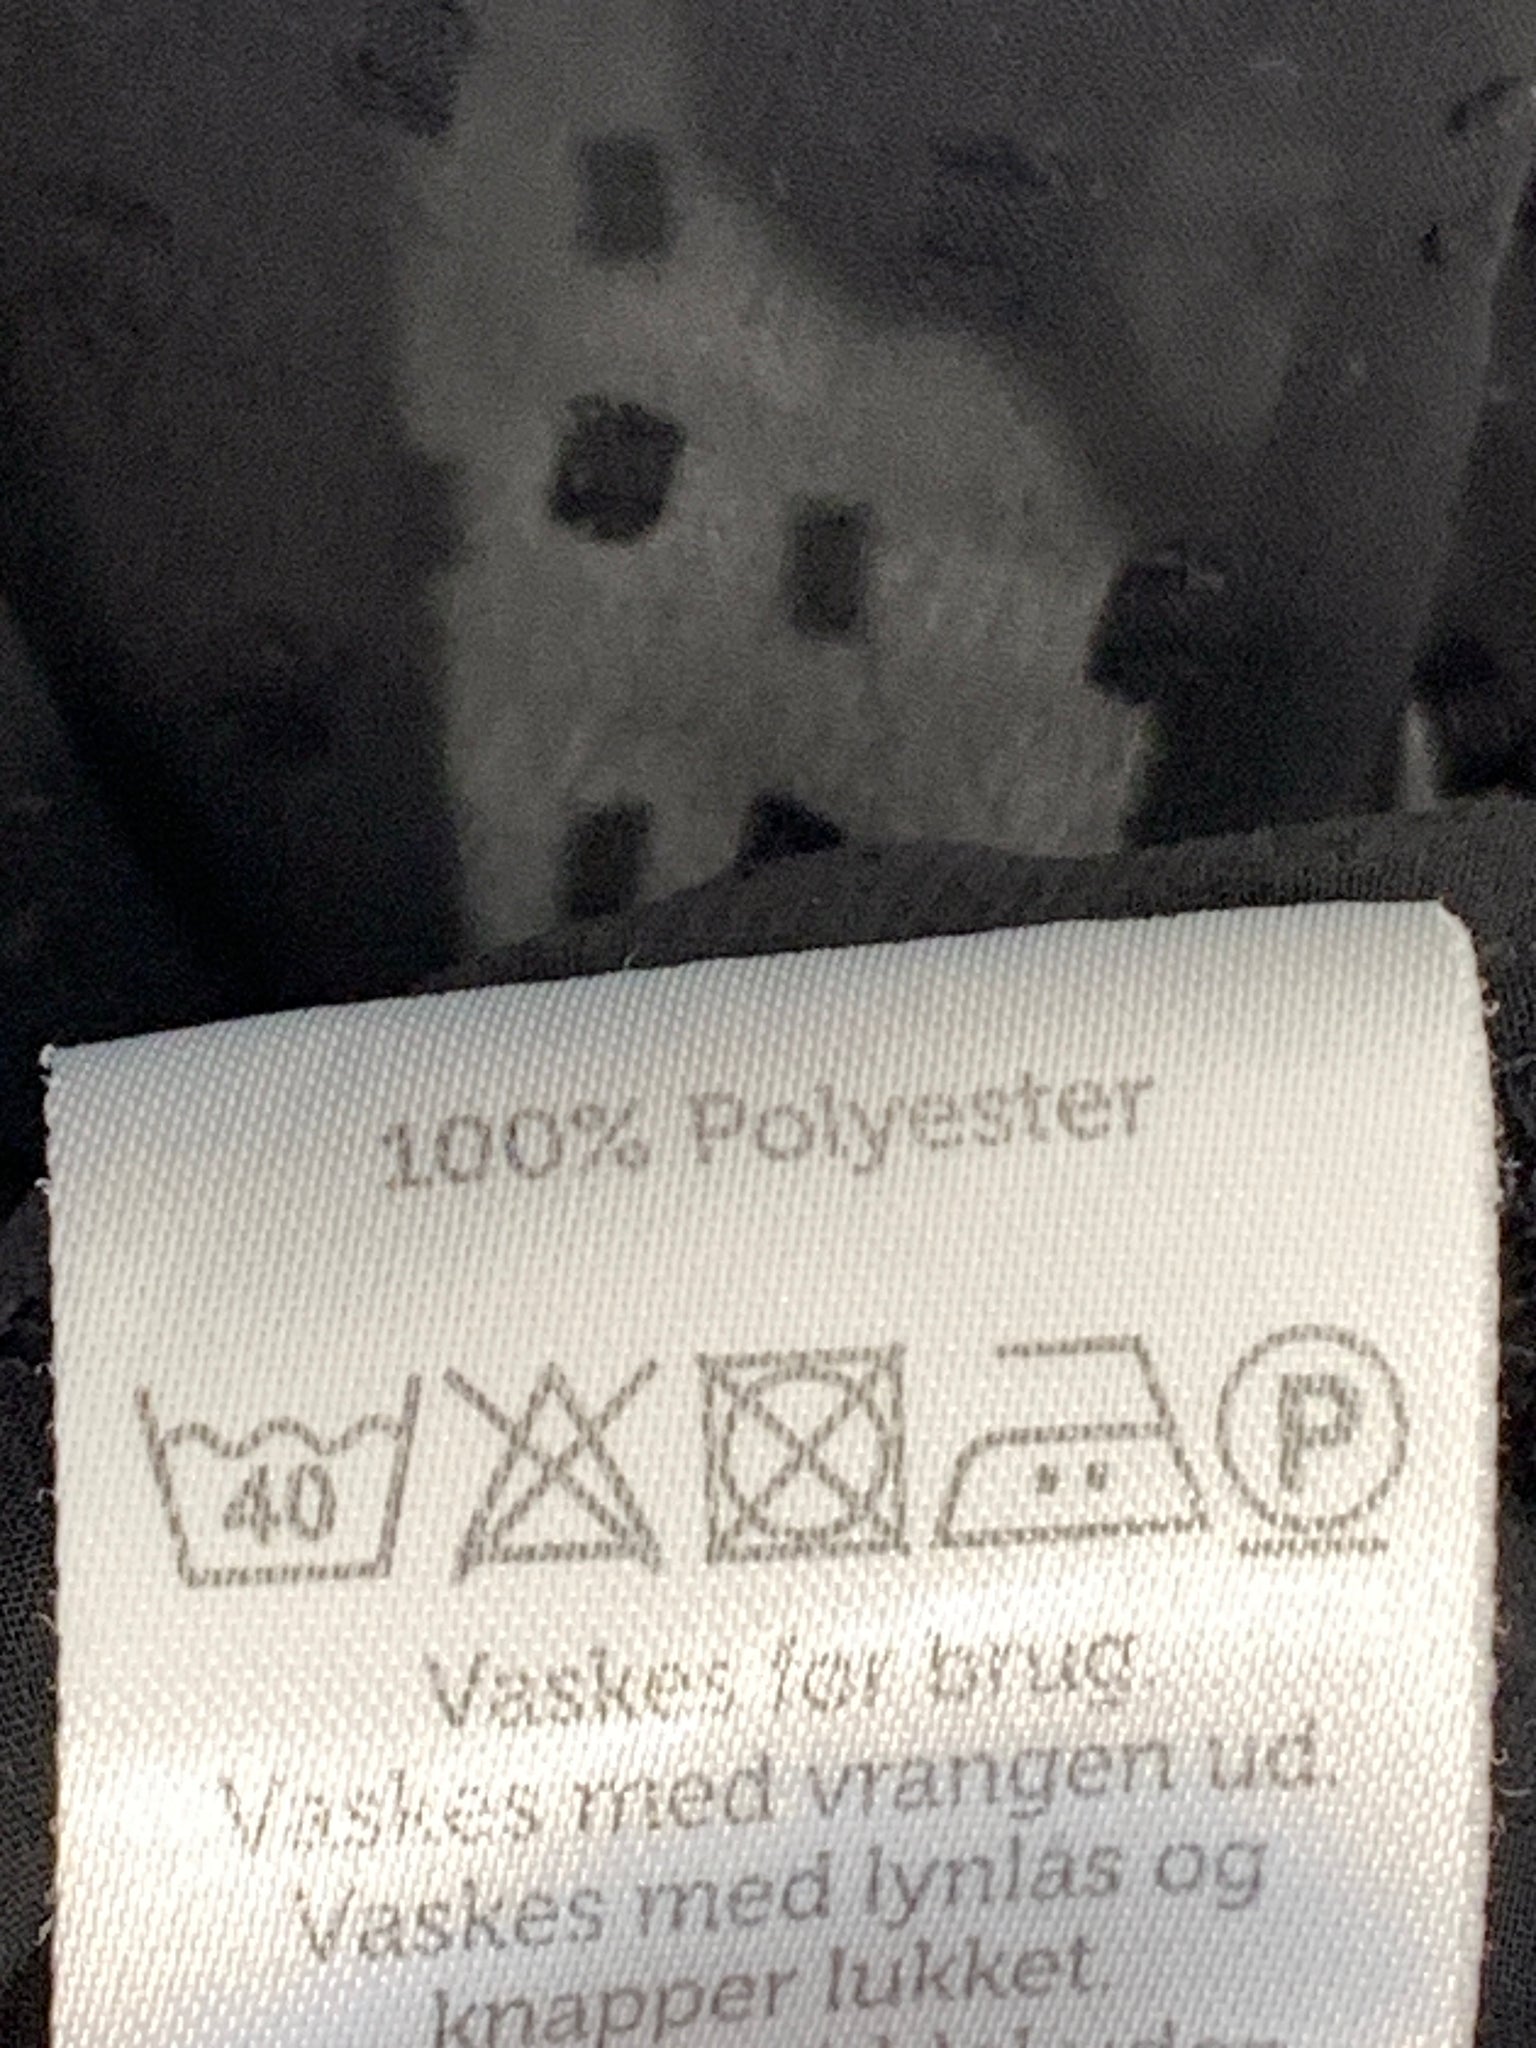 100% Polyester
40 P
Vaskes før brug
Vaskes med vrangen ud.
Vaskes med lynlås og
knapper lukket.